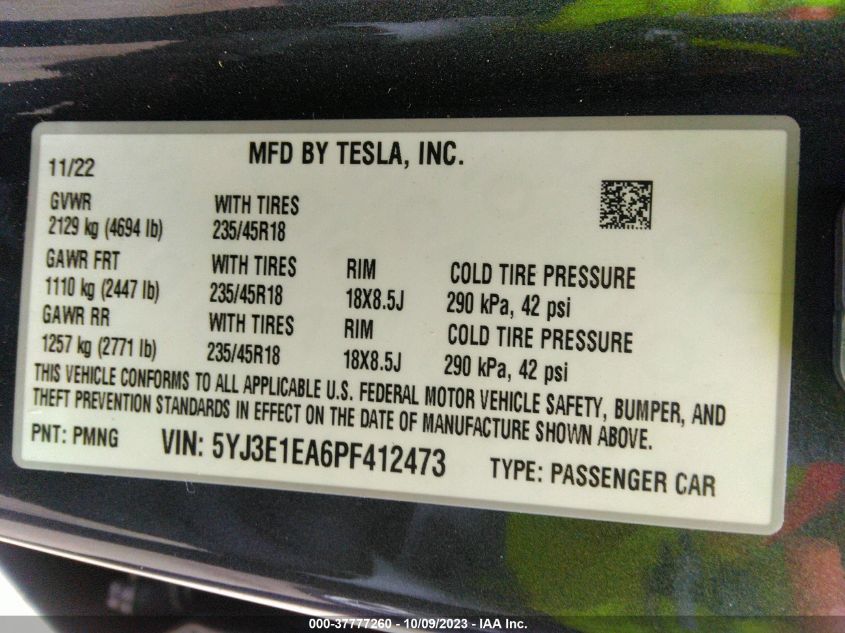 MFD BY TESLA, INC.
11/22
GVWR WITH TIRES
2129 kg (4694 lb) 235/45R18
GAWR FRT WITH TIRES RIM COLD TIRE PRESSURE
1110 kg (2447 lb) 235/45R18 18X8.5J 290 kPa, 42 psi
GAWR RR WITH TIRES RIM COLD TIRE PRESSURE
1257 kg (2771 lb) 235/45R18 18X8.5J 290 kPa, 42 psi
THIS VEHICLE CONFORMS TO ALL APPLICABLE U.S. FEDERAL MOTOR VEHICLE SAFETY, BUMPER, AND
THEFT PREVENTION STANDARDS IN EFFECT ON THE DATE OF MANUFACTURE SHOWN ABOVE.
PNT: PMNG VIN: 5YJ3E1EA6PF412473 TYPE: PASSENGER CAR
000-37777260 - 10/09/2023 - IAA Inc.